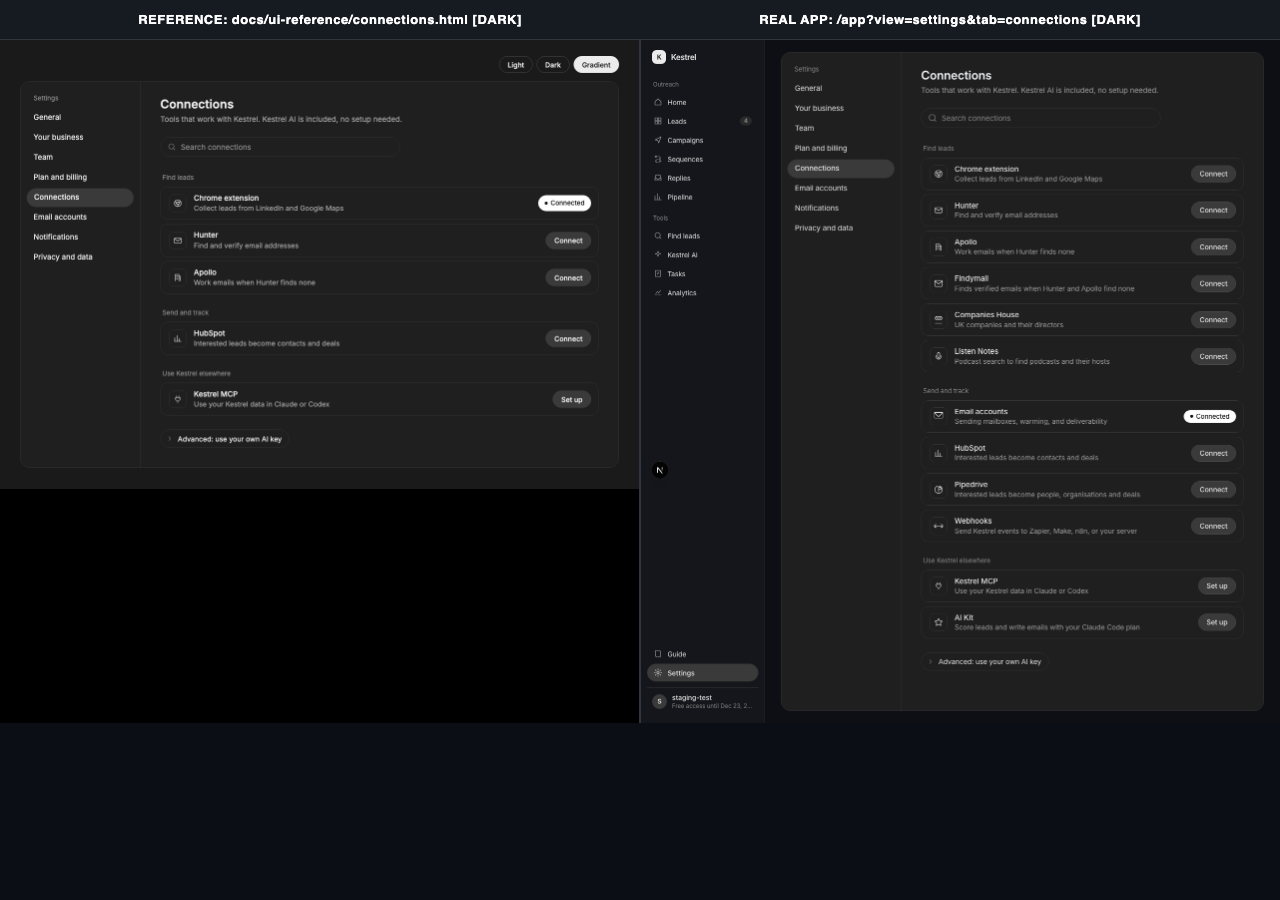 REFERENCE: docs/ui-reference/connections.html [DARK]
Light
Dark
Gradient
Settings
General
Your business
Team
Plan and billing
Connections
Email accounts
Notifications
Privacy and data
Connections
Tools that work with Kestrel. Kestrel AI is included, no setup needed.
Search connections
Find leads
Chrome extension
Collect leads from LinkedIn and Google Maps
Connected
Hunter
Find and verify email addresses
Connect
Apollo
Work emails when Hunter finds none
Connect
Send and track
HubSpot
Interested leads become contacts and deals
Connect
Use Kestrel elsewhere
Kestrel MCP
Use your Kestrel data in Claude or Codex
Set up
Advanced: use your own AI key
REAL APP: /app?view=settings&tab=connections [DARK]
K
Kestrel
Outreach
Home
Leads
4
Campaigns
Sequences
Replies
Pipeline
Tools
Find leads
Kestrel AI
Tasks
Analytics
N
Guide
Settings
S
staging-test
Free access until Dec 23, 2...
Settings
General
Your business
Team
Plan and billing
Connections
Email accounts
Notifications
Privacy and data
Connections
Tools that work with Kestrel. Kestrel AI is included, no setup needed.
Search connections
Find leads
Chrome extension
Collect leads from LinkedIn and Google Maps
Connect
Hunter
Find and verify email addresses
Connect
Apollo
Work emails when Hunter finds none
Connect
Findymail
Finds verified emails when Hunter and Apollo find none
Connect
Companies House
UK companies and their directors
Connect
Listen Notes
Podcast search to find podcasts and their hosts
Connect
Send and track
Email accounts
Sending mailboxes, warming, and deliverability
Connected
HubSpot
Interested leads become contacts and deals
Connect
Pipedrive
Interested leads become people, organisations and deals
Connect
Webhooks
Send Kestrel events to Zapier, Make, n8n, or your server
Connect
Use Kestrel elsewhere
Kestrel MCP
Use your Kestrel data in Claude or Codex
Set up
AI Kit
Score leads and write emails with your Claude Code plan
Set up
Advanced: use your own AI key